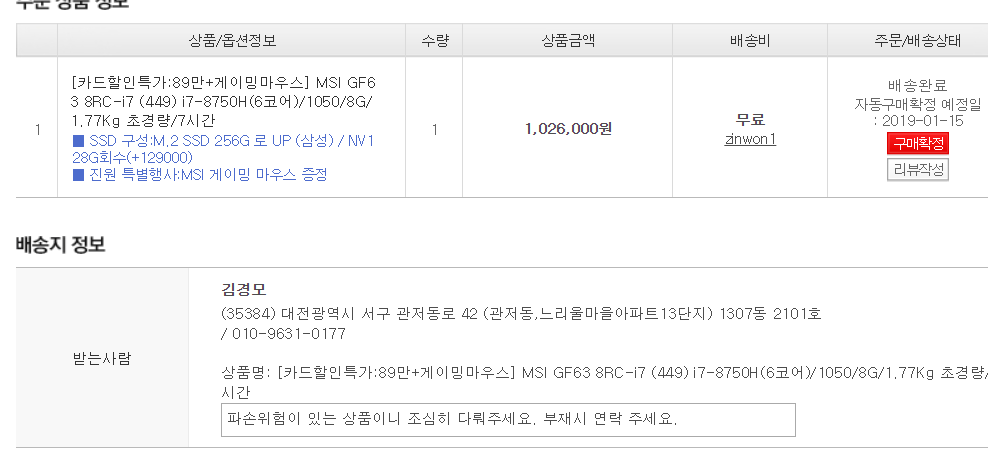 주문 상품 정보
상품/옵션정보 수량 상품금액 배송비 주문/배송상태
1
[카드할인특가:89만+게이밍마우스] MSI GF6
3 8RC-i7 (449) i7-8750H(6코어)/1050/8G/
1.77Kg 초경량/7시간
■ SSD 구성:M.2 SSD 256G 로 UP (삼성) / NV1
28G회수(+129000)
■ 진원 특별행사:MSI 게이밍 마우스 증정
1
1,026,000원
무료
zinwon1
배송완료
자동구매확정 예정일
: 2019-01-15
구매확정
리뷰작성
배송지 정보
받는사람
김경모
(35384) 대전광역시 서구 관저동로 42 (관저동,느리울마을아파트13단지) 1307동 2101호
/ 010-9631-0177
상품명: [카드할인특가:89만+게이밍마우스] MSI GF63 8RC-i7 (449) i7-8750H(6코어)/1050/8G/1.77Kg 초경량/
시간
파손위험이 있는 상품이니 조심히 다뤄주세요. 부재시 연락 주세요.